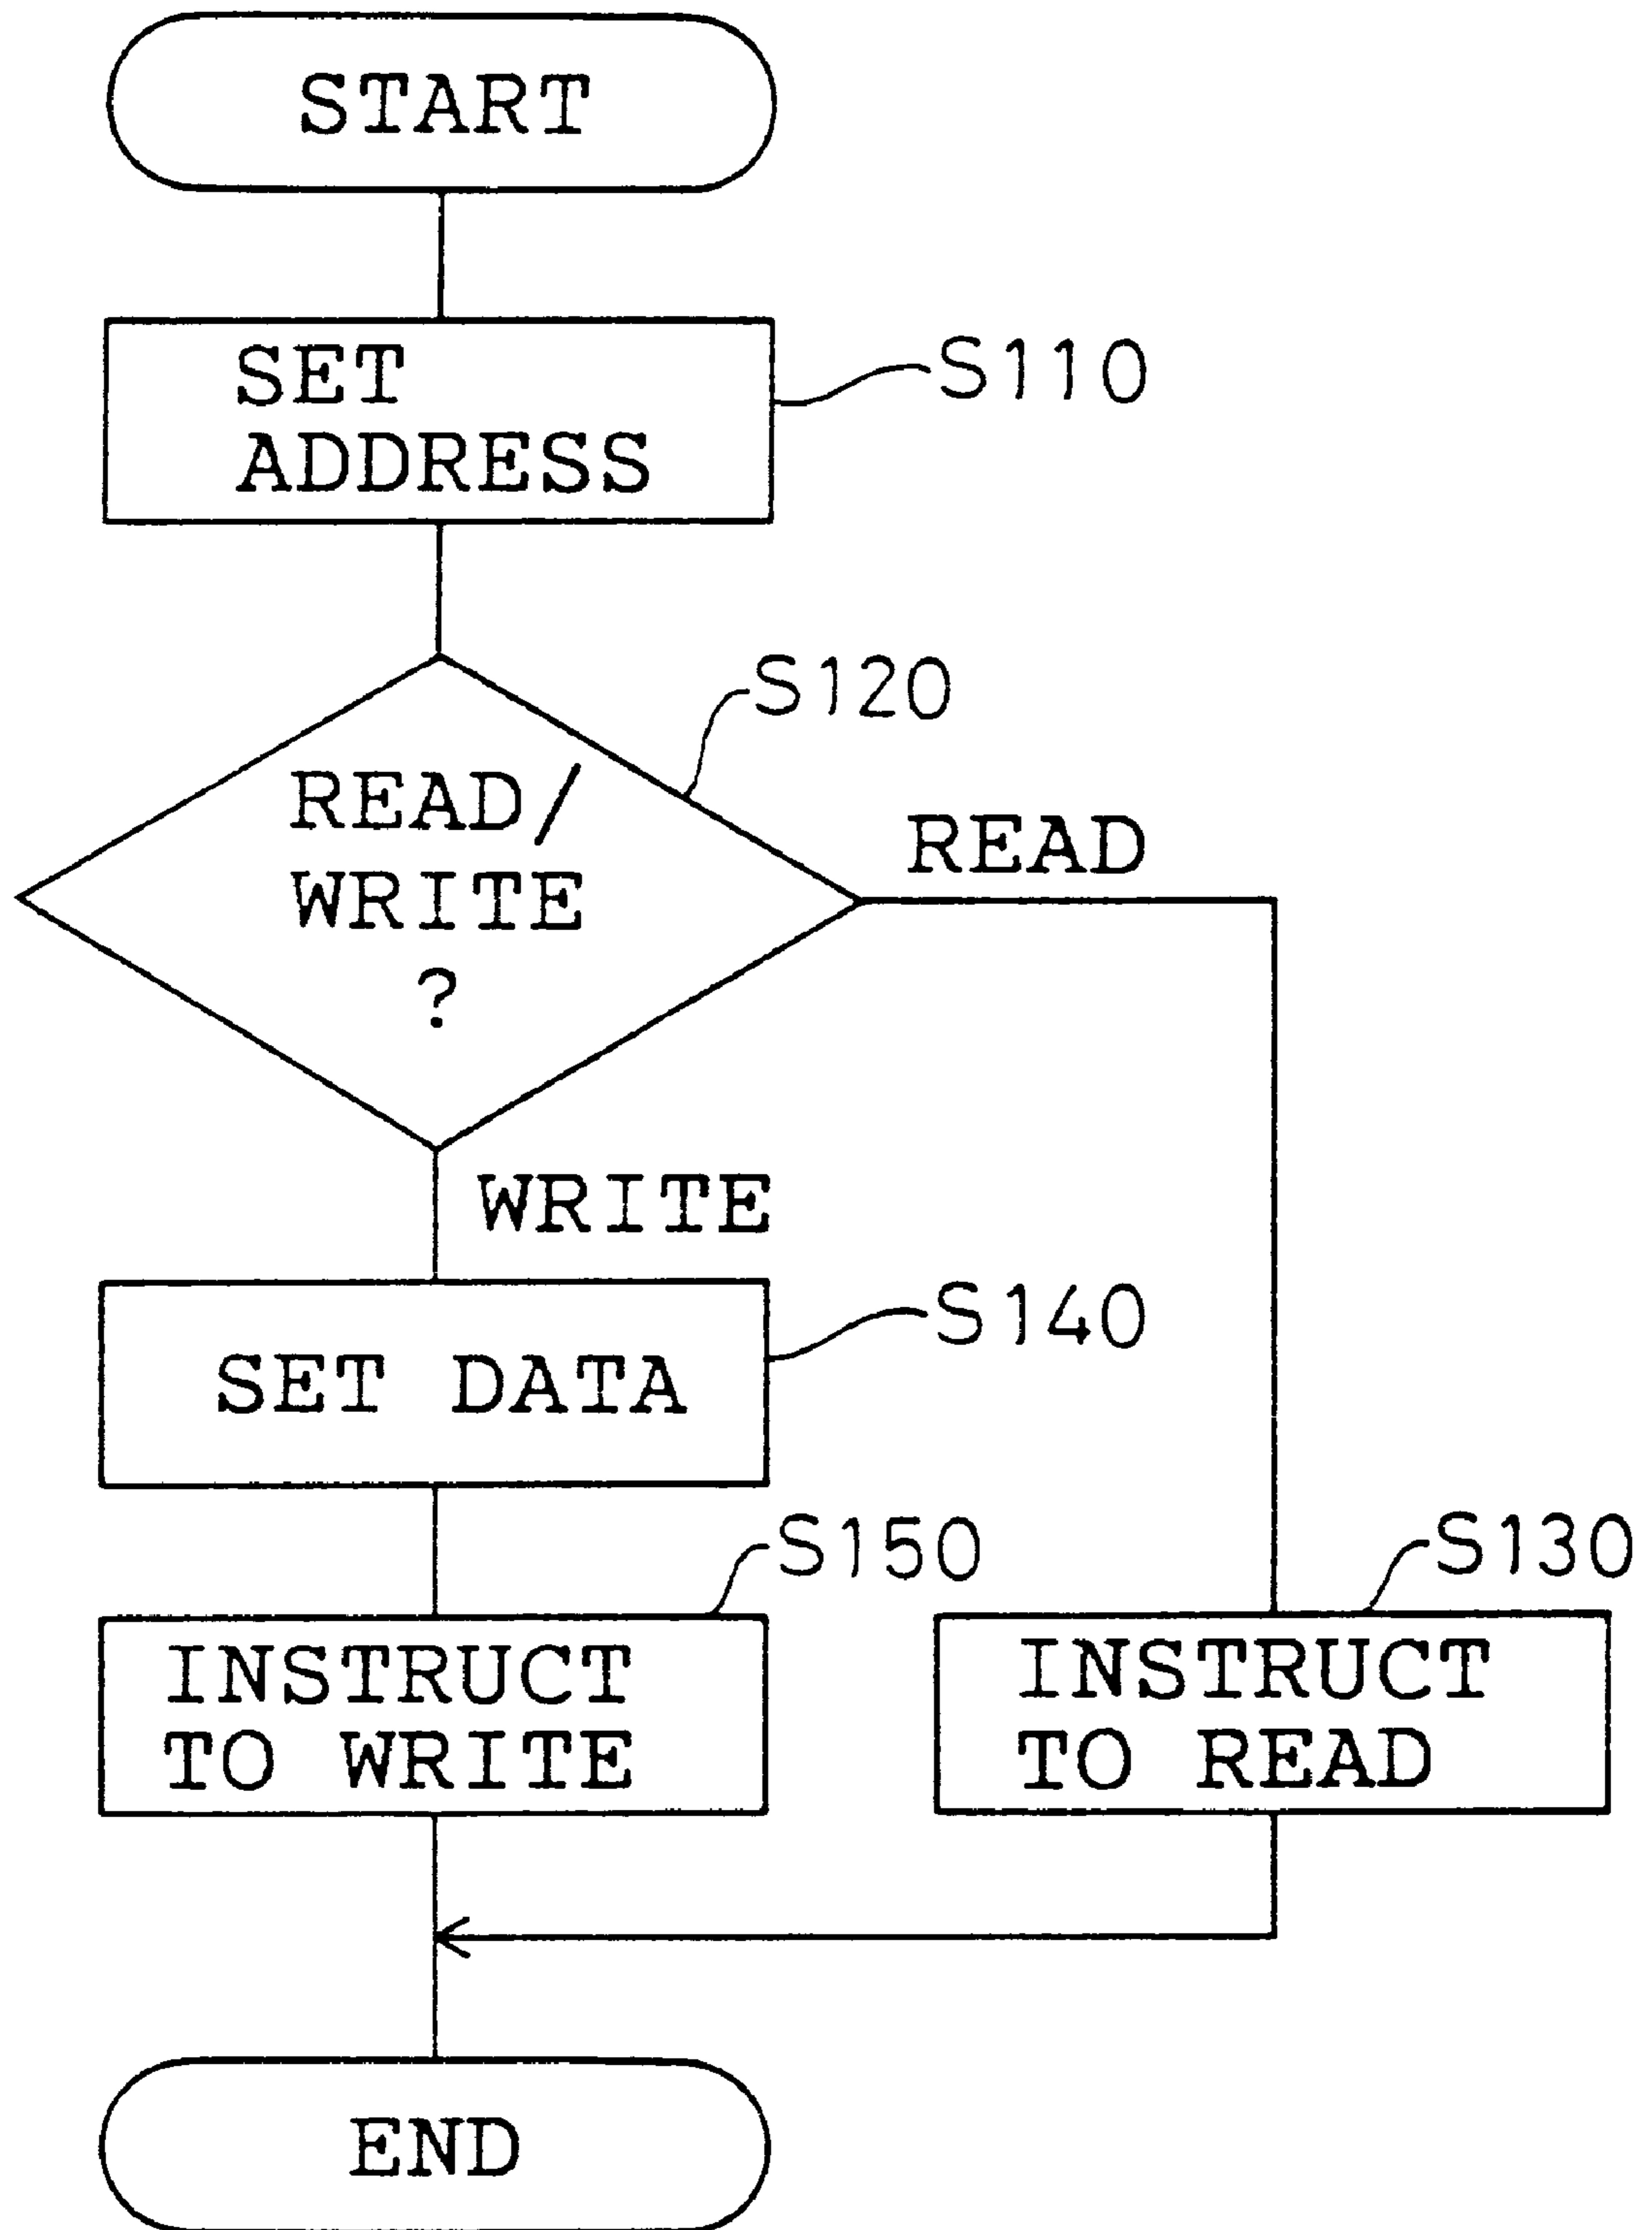 START
SET
ADDRESS
S110
S120
READ/
WRITE
?
READ
WRITE
SET DATA
S140
S150
INSTRUCT
TO WRITE
S130
INSTRUCT
TO READ
END